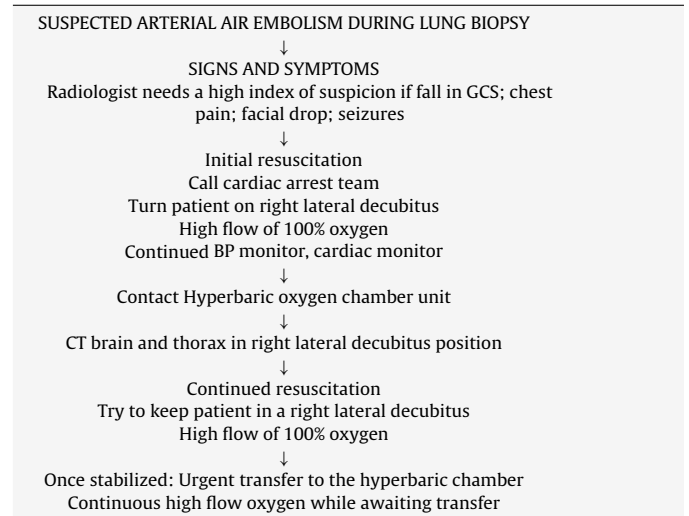 SUSPECTED ARTERIAL AIR EMBOLISM DURING LUNG BIOPSY
↓
SIGNS AND SYMPTOMS
Radiologist needs a high index of suspicion if fall in GCS; chest
pain; facial drop; seizures
↓
Initial resuscitation
Call cardiac arrest team
Turn patient on right lateral decubitus
High flow of 100% oxygen
Continued BP monitor, cardiac monitor
↓
Contact Hyperbaric oxygen chamber unit
↓
CT brain and thorax in right lateral decubitus position
↓
Continued resuscitation
Try to keep patient in a right lateral decubitus
High flow of 100% oxygen
↓
Once stabilized: Urgent transfer to the hyperbaric chamber
Continuous high flow oxygen while awaiting transfer